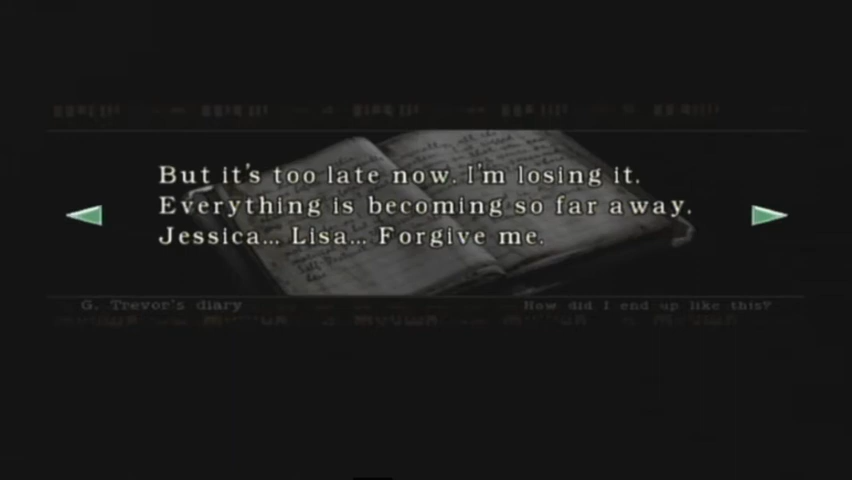 But it's too late now. I'm losing it.
Everything is becoming so far away.
Jessica... Lisa... Forgive me.
G. Trevor's diary
How did I end up like this?